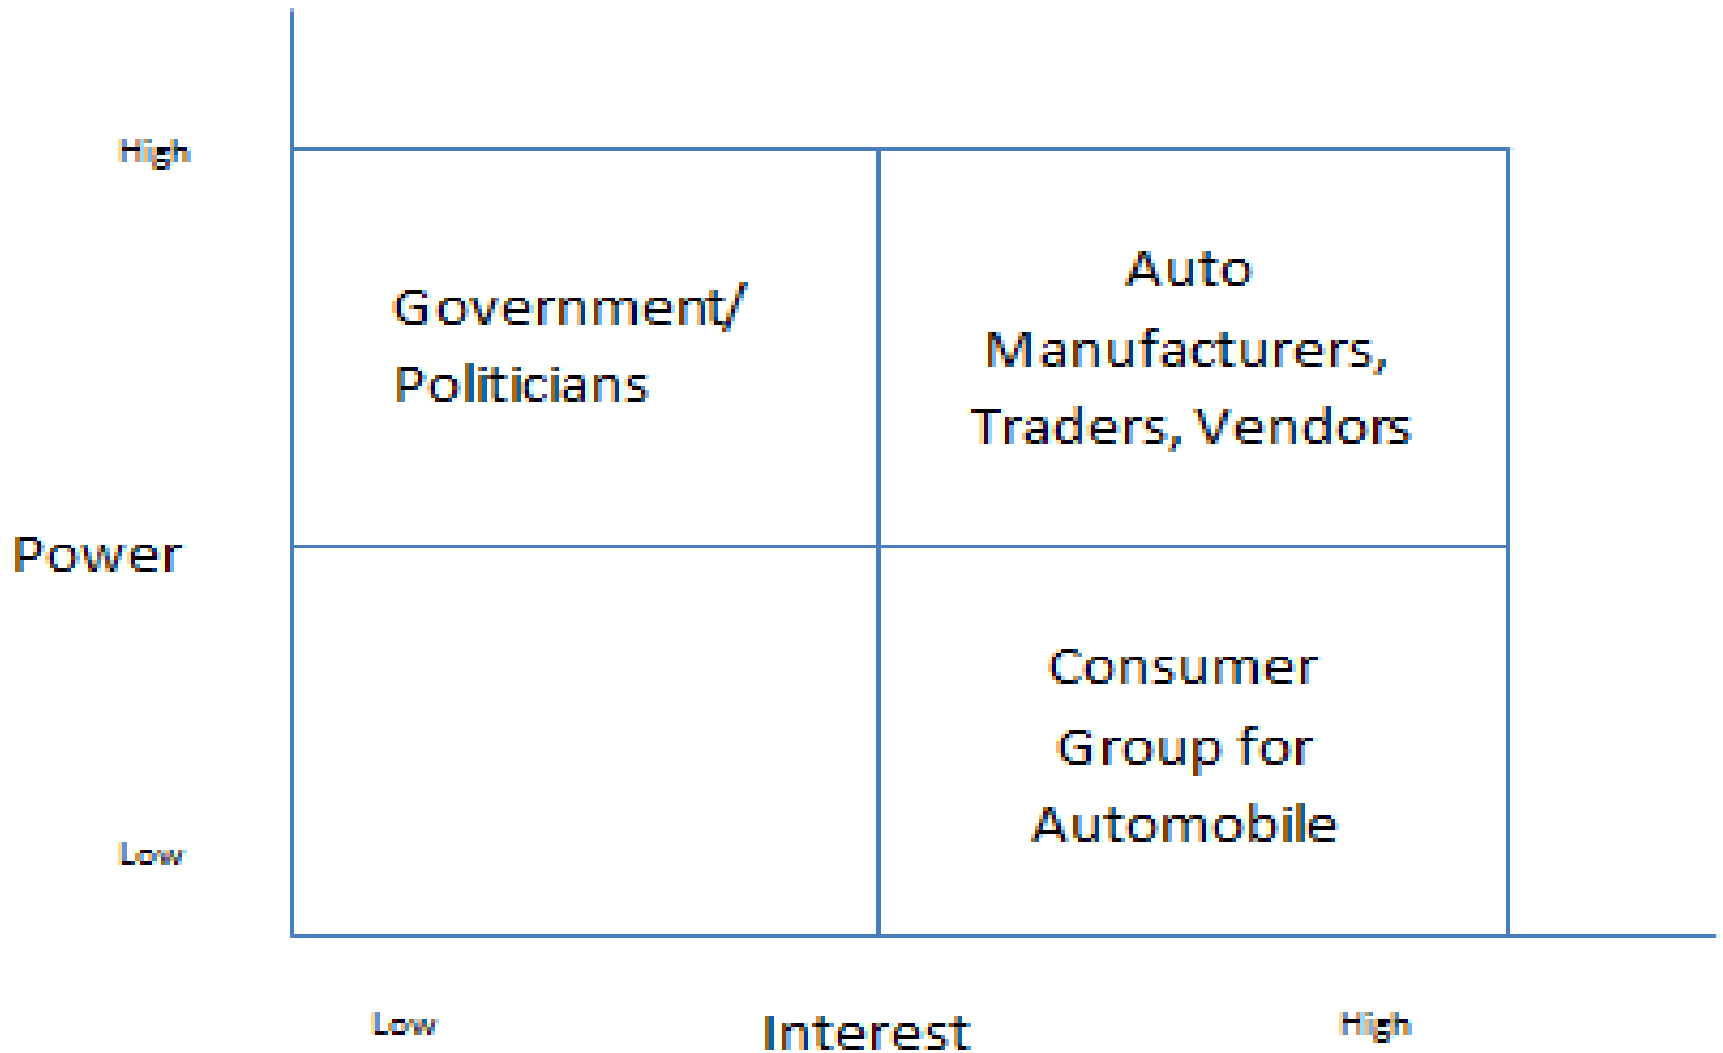 High
Government/
Politicians
Auto
Manufacturers,
Traders, Vendors
Power
Consumer
Group for
Automobile
Low
Low
Interest
High